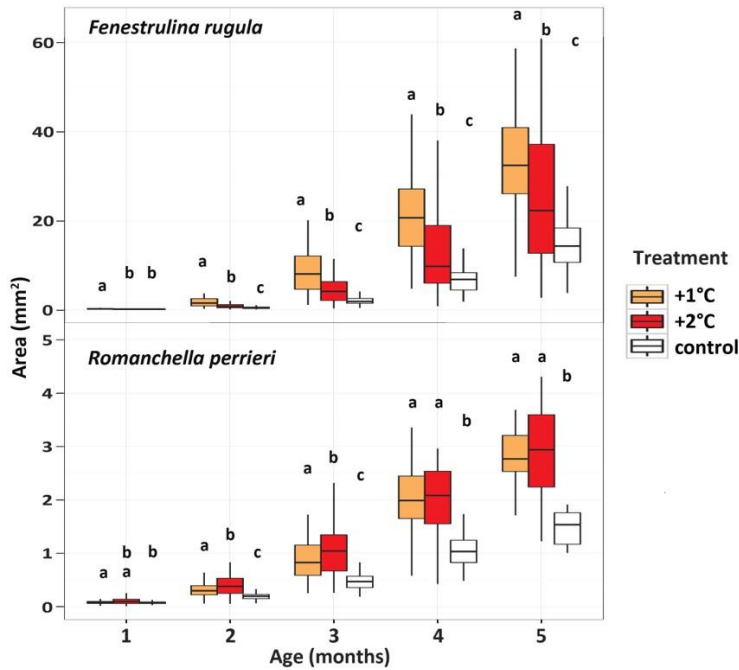 Fenestrulina rugula
60
40
20
0
a b b
a b c
a b c
a b c
a b c
Area (mm²)
Romanchella perrieri
5
4
3
2
1
0
b b
a a
a b c
a b c
a a b
a a b
1 2 3 4 5
Age (months)
Treatment
+1°C
+2°C
control